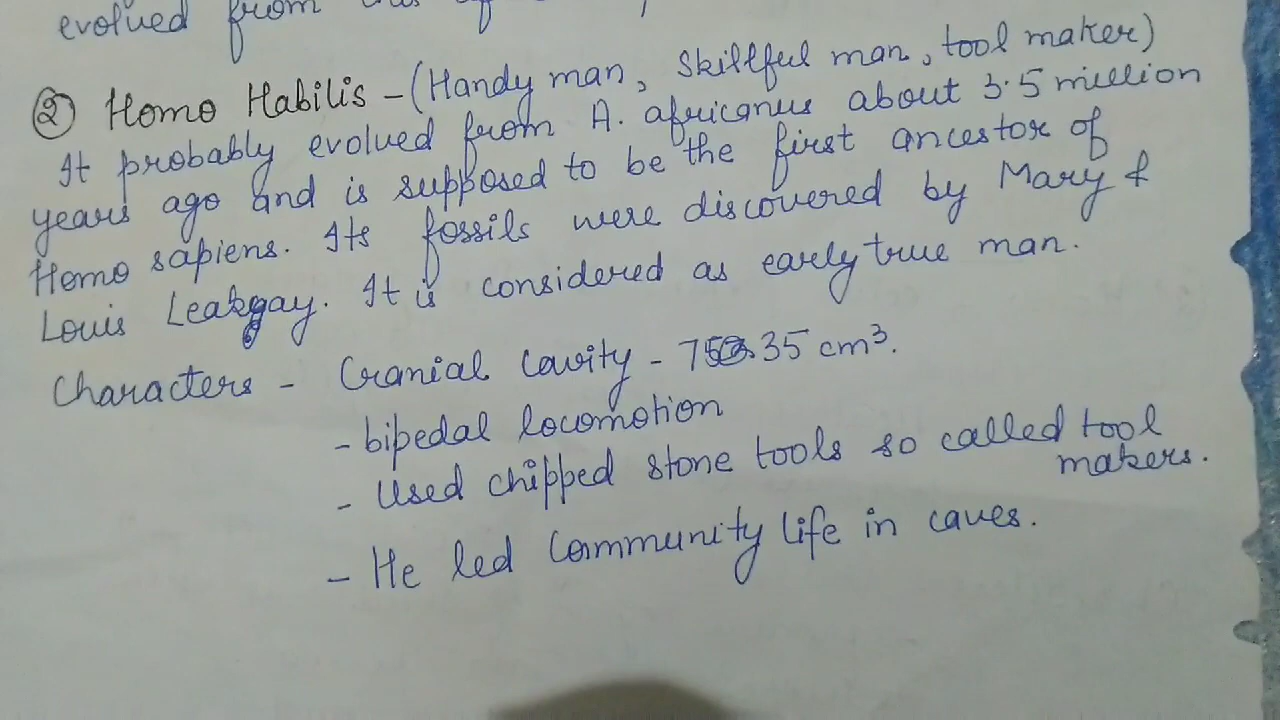 evolved from
② Homo Habilis - (Handy man, Skillful man, tool maker)
It probably evolved from A. africanus about 3.5 million
years ago and is supposed to be the first ancestor of
Homo sapiens. Its fossils were discovered by Mary &
Louis Leakgay. It is considered as early true man.
Characters - Cranial Cavity - 735 cm³.
- bipedal locomotion
- Used chipped stone tools so called tool
makers.
- He led Community life in caves.